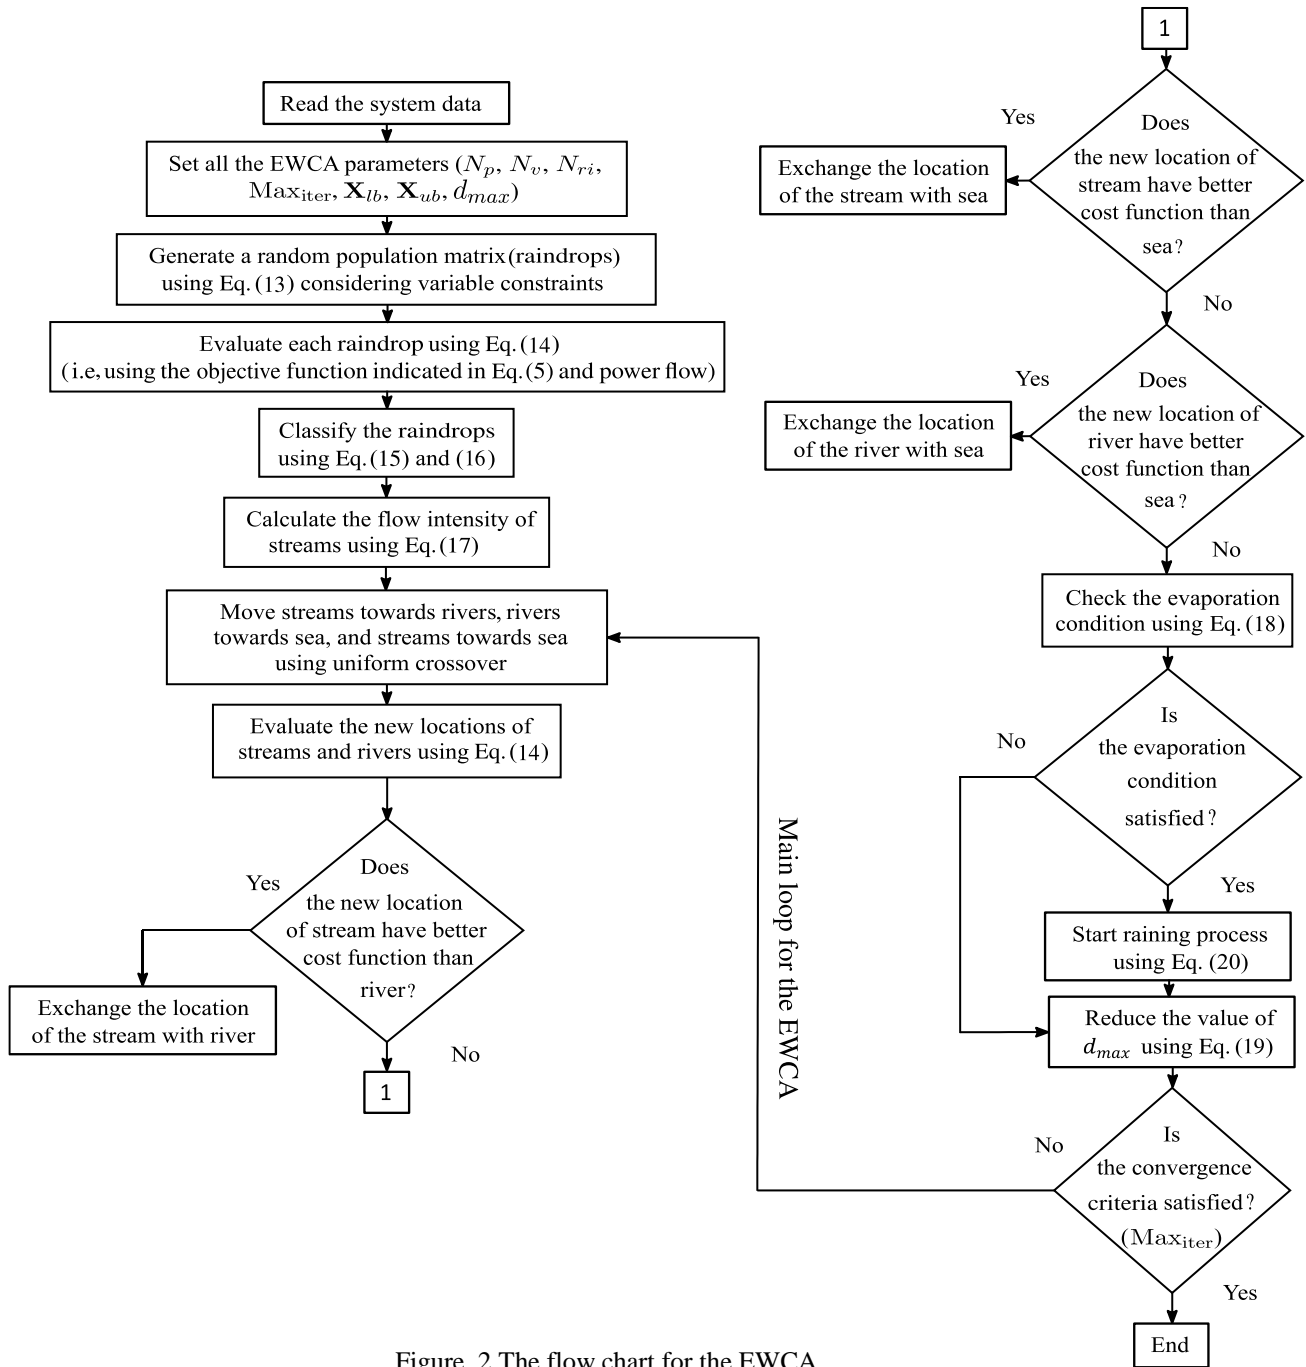 Read the system data
Set all the EWCA parameters (N_p, N_v, N_ri,
Max_iter, X_lb, X_ub, d_max)
Generate a random population matrix (raindrops)
using Eq. (13) considering variable constraints
Evaluate each raindrop using Eq. (14)
(i.e, using the objective function indicated in Eq. (5) and power flow)
Classify the raindrops
using Eq. (15) and (16)
Calculate the flow intensity of
streams using Eq. (17)
Move streams towards rivers, rivers
towards sea, and streams towards sea
using uniform crossover
Evaluate the new locations of
streams and rivers using Eq. (14)
Does
the new location
of stream have better
cost function than
river?
Yes
Exchange the location
of the stream with river
No
1
Main loop for the EWCA
1
Does
the new location of
stream have better
cost function than
sea?
Yes
Exchange the location
of the stream with sea
No
Does
the new location of
river have better
cost function than
sea?
Yes
Exchange the location
of the river with sea
No
Check the evaporation
condition using Eq. (18)
Is
the evaporation
condition
satisfied?
No
Yes
Start raining process
using Eq. (20)
Reduce the value of
d_max using Eq. (19)
Is
the convergence
criteria satisfied?
(Max_iter)
No
Yes
End
Figure. 2 The flow chart for the EWCA